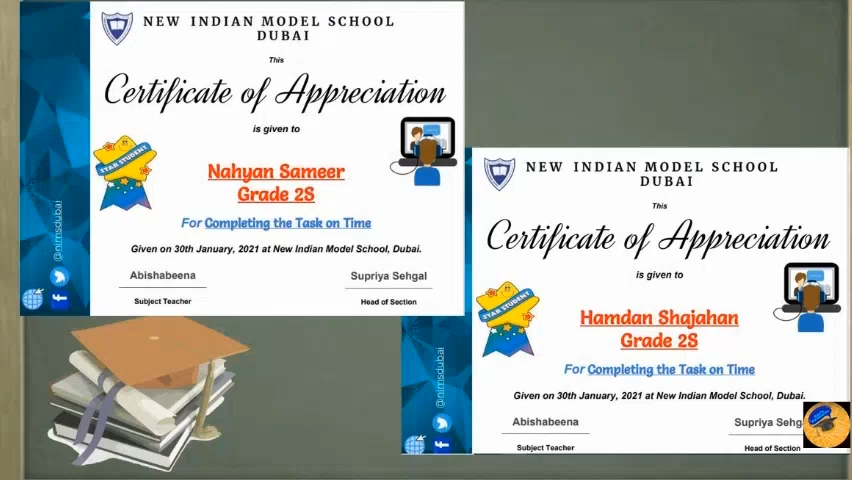 NEW INDIAN MODEL SCHOOL
DUBAI
This
Certificate of Appreciation
is given to
STAR STUDENT
Nahyan Sameer
Grade 2S
For Completing the Task on Time
Given on 30th January, 2021 at New Indian Model School, Dubai.
Abishabeena
Supriya Sehgal
Subject Teacher
Head of Section
@nimsdubai
NEW INDIAN MODEL SCHOOL
DUBAI
This
Certificate of Appreciation
is given to
STAR STUDENT
Hamdan Shajahan
Grade 2S
For Completing the Task on Time
Given on 30th January, 2021 at New Indian Model School, Dubai.
Abishabeena
Supriya Sehg
Subject Teacher
Head of Section
@nimsdubai